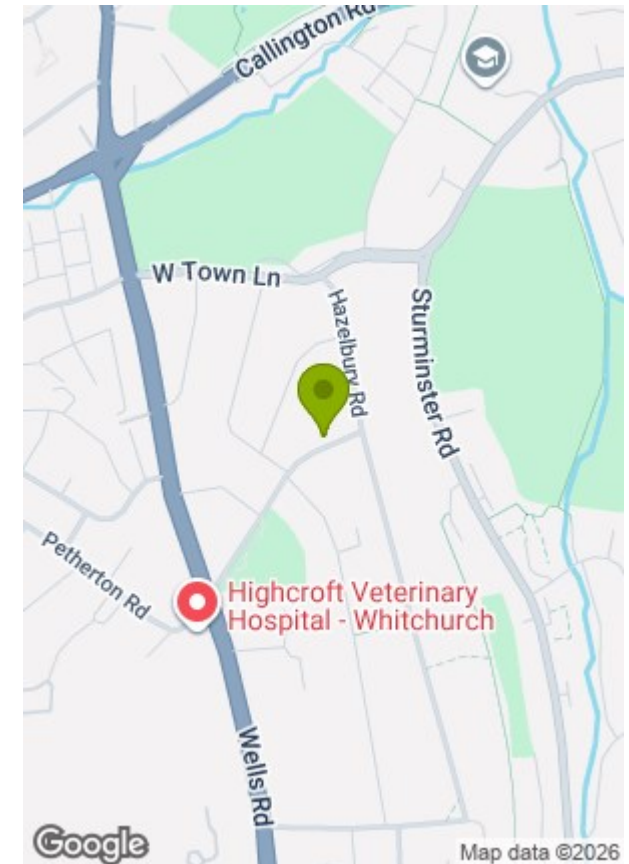 Callington Rd
W Town Ln
Hazelbury Rd
Sturminster Rd
Petherton Rd
Highcroft Veterinary
Hospital - Whitchurch
Wells Rd
Google
Map data ©2026